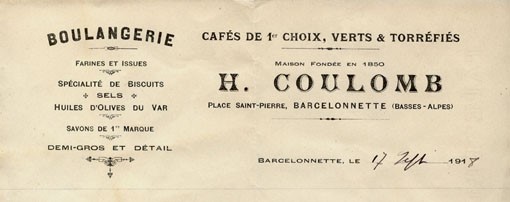 BOULANGERIE
FARINES ET ISSUES
SPÉCIALITÉ DE BISCUITS
SELS
HUILES D'OLIVES DU VAR
SAVONS DE 1re MARQUE
DEMI-GROS ET DÉTAIL
CAFÉS DE 1er CHOIX, VERTS & TORRÉFIÉS
MAISON FONDÉE EN 1850
H. COULOMB
PLACE SAINT-PIERRE, BARCELONNETTE (BASSES-ALPES)
BARCELONNETTE, LE 17 Sept 1918